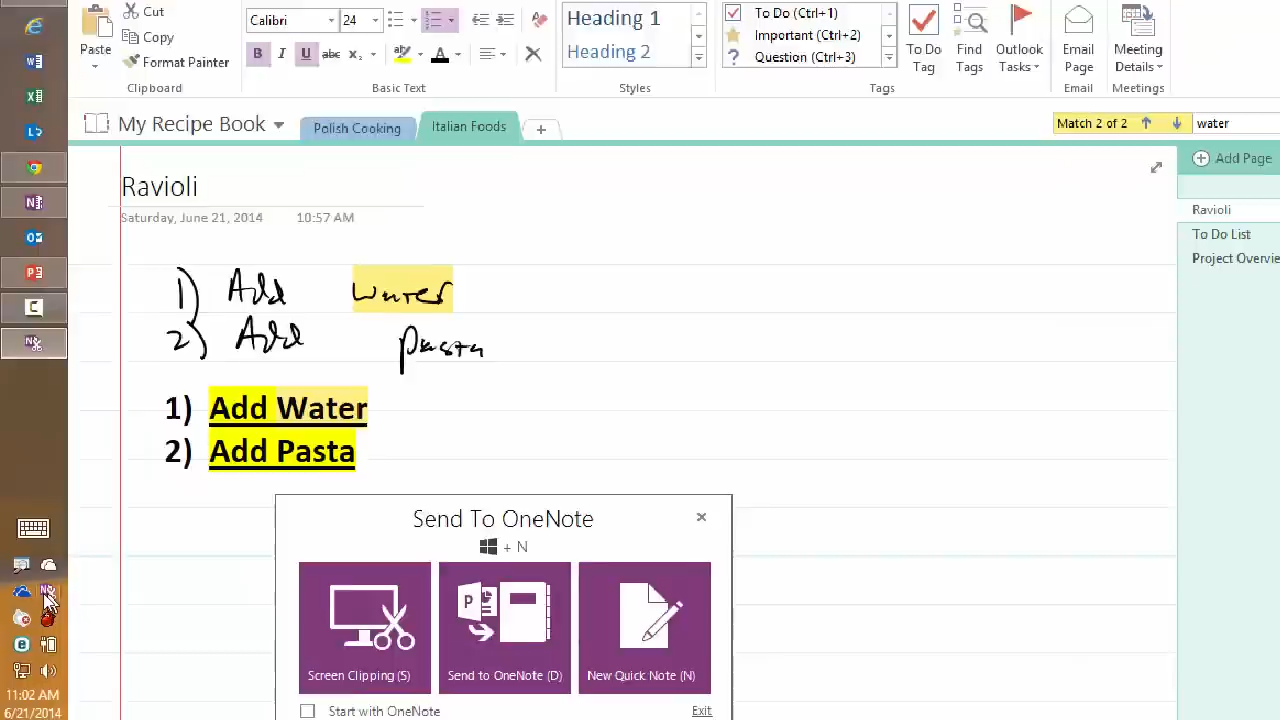 Cut
Copy
Format Painter
Paste
Clipboard
Calibri 24
B I U abc x₂ A
Basic Text
Heading 1
Heading 2
Styles
To Do (Ctrl+1)
Important (Ctrl+2)
Question (Ctrl+3)
To Do Tag
Find Tags
Outlook Tasks
Tags
Email Page
Email
Meeting Details
Meetings
My Recipe Book
Polish Cooking
Italian Foods
Match 2 of 2
water
Add Page
Ravioli
Saturday, June 21, 2014 10:57 AM
Ravioli
To Do List
Project Overvie
1) Add water
2) Add pasta
1) Add Water
2) Add Pasta
Send To OneNote
+ N
Screen Clipping (S)
Send to OneNote (D)
New Quick Note (N)
Start with OneNote
Exit
11:02 AM
6/21/2014